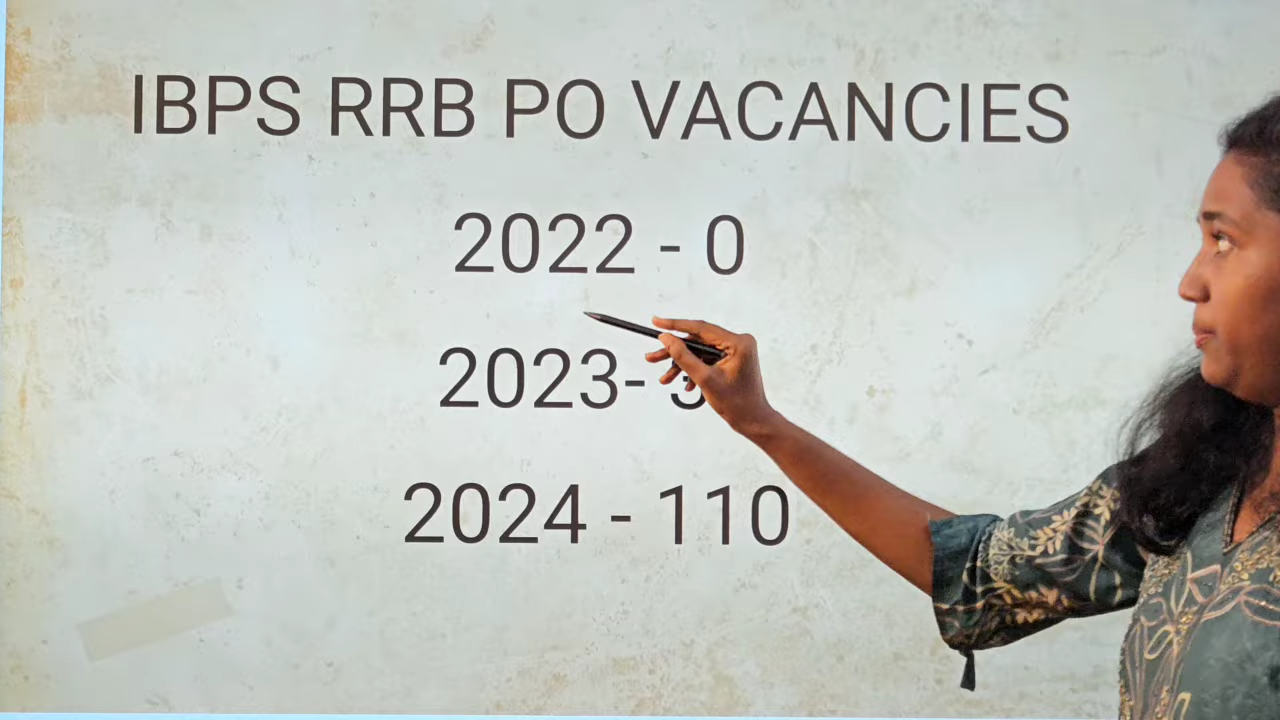 IBPS RRB PO VACANCIES
2022 - 0
2023-
2024 - 110